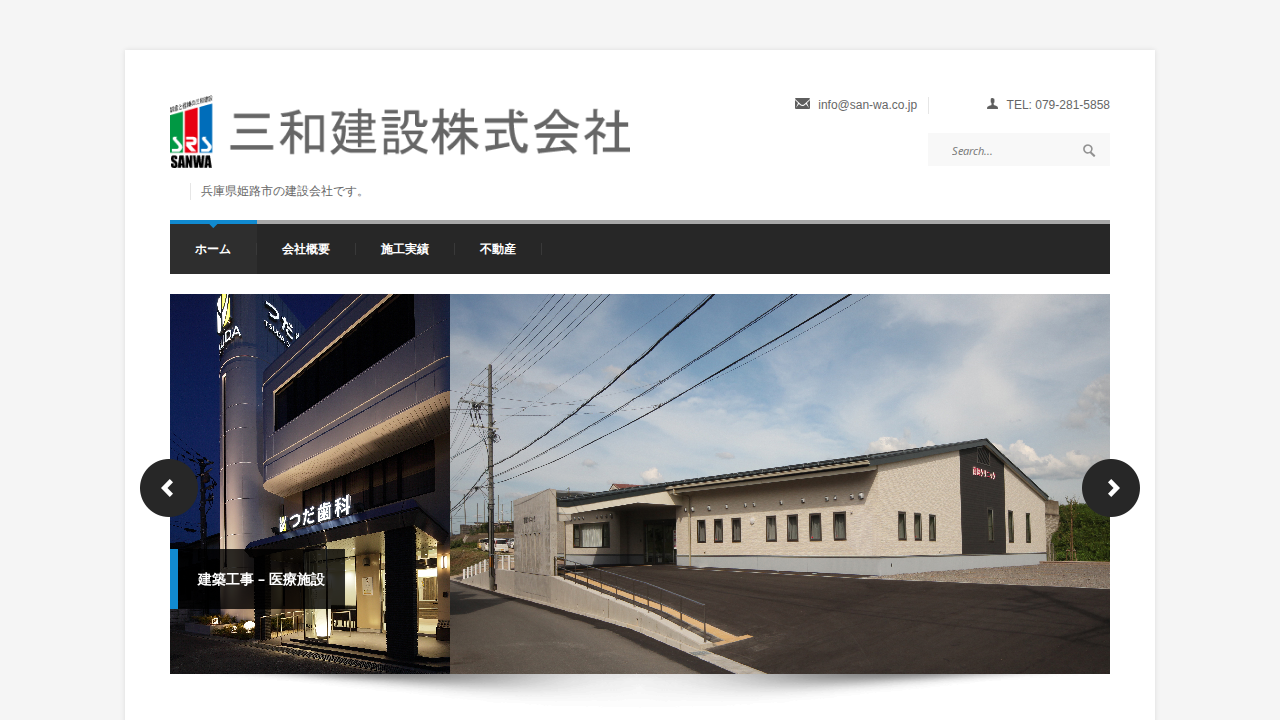 SRS
SANWA
三和建設株式会社
info@san-wa.co.jp
TEL: 079-281-5858
Search...
兵庫県姫路市の建設会社です。
ホーム
会社概要
施工実績
不動産
つだ歯科
建築工事 – 医療施設